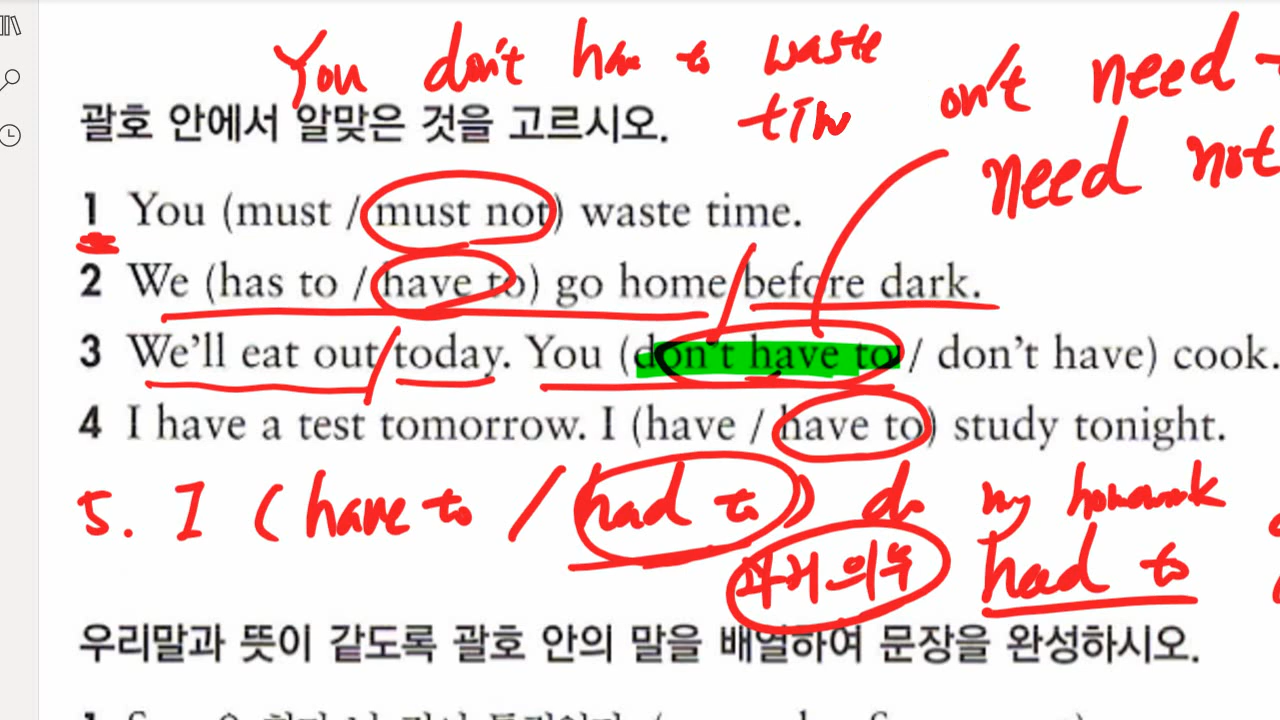 You don't have to waste
time
on't need
need not
괄호 안에서 알맞은 것을 고르시오.
1 You (must / must not) waste time.
2 We (has to / have to) go home before dark.
3 We'll eat out today. You (don't have to / don't have) cook.
4 I have a test tomorrow. I (have / have to) study tonight.
5. I (have to / had to) do my homework
과거 의무 had to
우리말과 뜻이 같도록 괄호 안의 말을 배열하여 문장을 완성하시오.